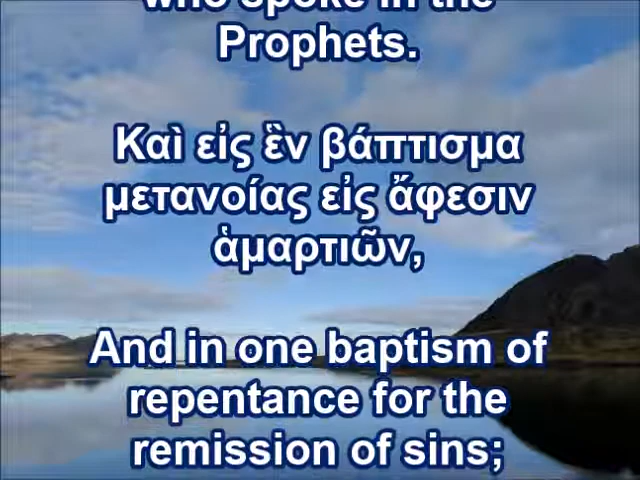 who spoke in the
Prophets.
Καὶ εἰς ἓν βάπτισμα
μετανοίας εἰς ἄφεσιν
ἁμαρτιῶν,
And in one baptism of
repentance for the
remission of sins;